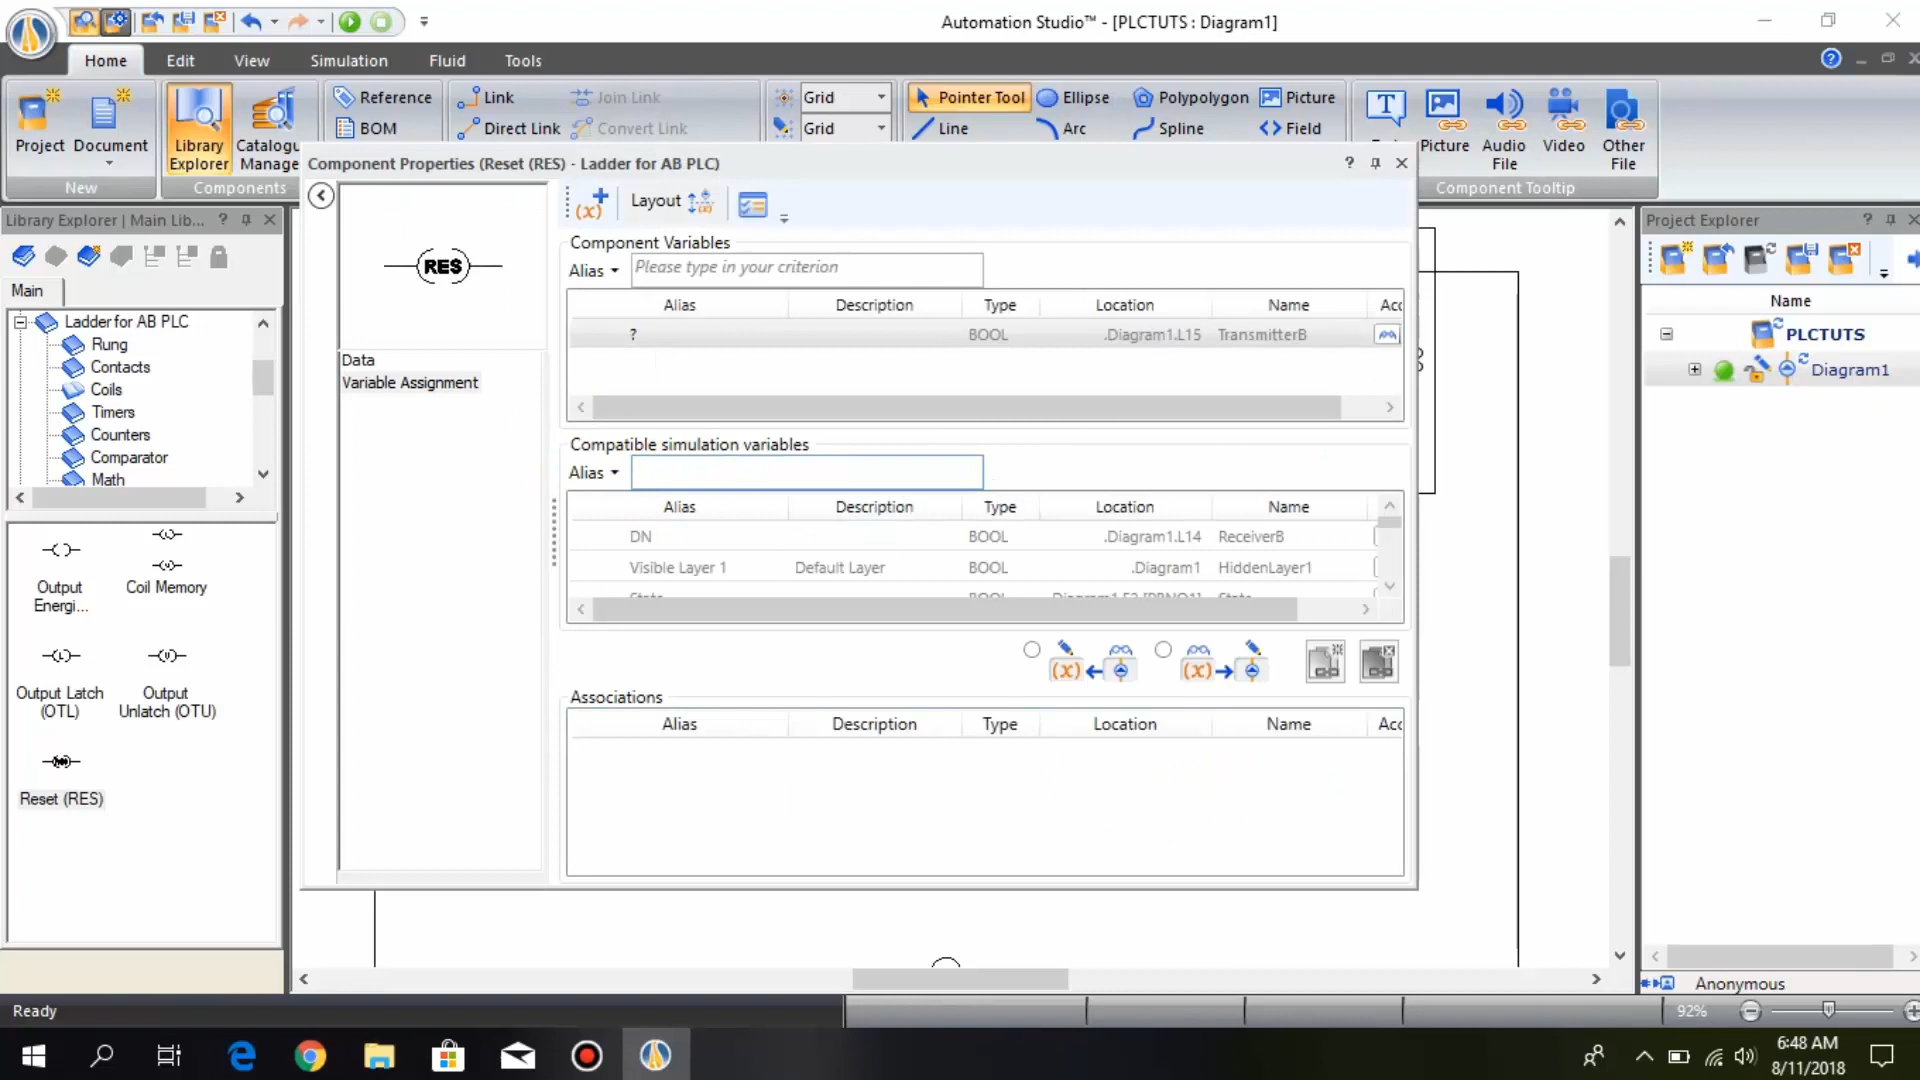 Automation Studio™ - [PLCTUTS : Diagram1]
Home Edit View Simulation Fluid Tools
Reference Link Join Link Grid Pointer Tool Ellipse Polypolygon Picture
BOM Direct Link Convert Link Grid Line Arc Spline Field
Project Document Library Explorer Catalogu Manage
Picture Audio File Video Other File
New Components Component Tooltip
Component Properties (Reset (RES) - Ladder for AB PLC)
Library Explorer | Main Lib...
Main
Ladder for AB PLC
Rung
Contacts
Coils
Timers
Counters
Comparator
Math
Output Energi...
Coil Memory
Output Latch (OTL)
Output Unlatch (OTU)
Reset (RES)
RES
Data
Variable Assignment
(x) Layout
Component Variables
Alias Please type in your criterion
Alias Description Type Location Name Acc
? BOOL .Diagram1.L15 TransmitterB
Compatible simulation variables
Alias
Alias Description Type Location Name
DN BOOL .Diagram1.L14 ReceiverB
Visible Layer 1 Default Layer BOOL .Diagram1 HiddenLayer1
(x) (x)
Associations
Alias Description Type Location Name Acc
Project Explorer
Name
PLCTUTS
Diagram1
Anonymous
Ready
92%
6:48 AM
8/11/2018